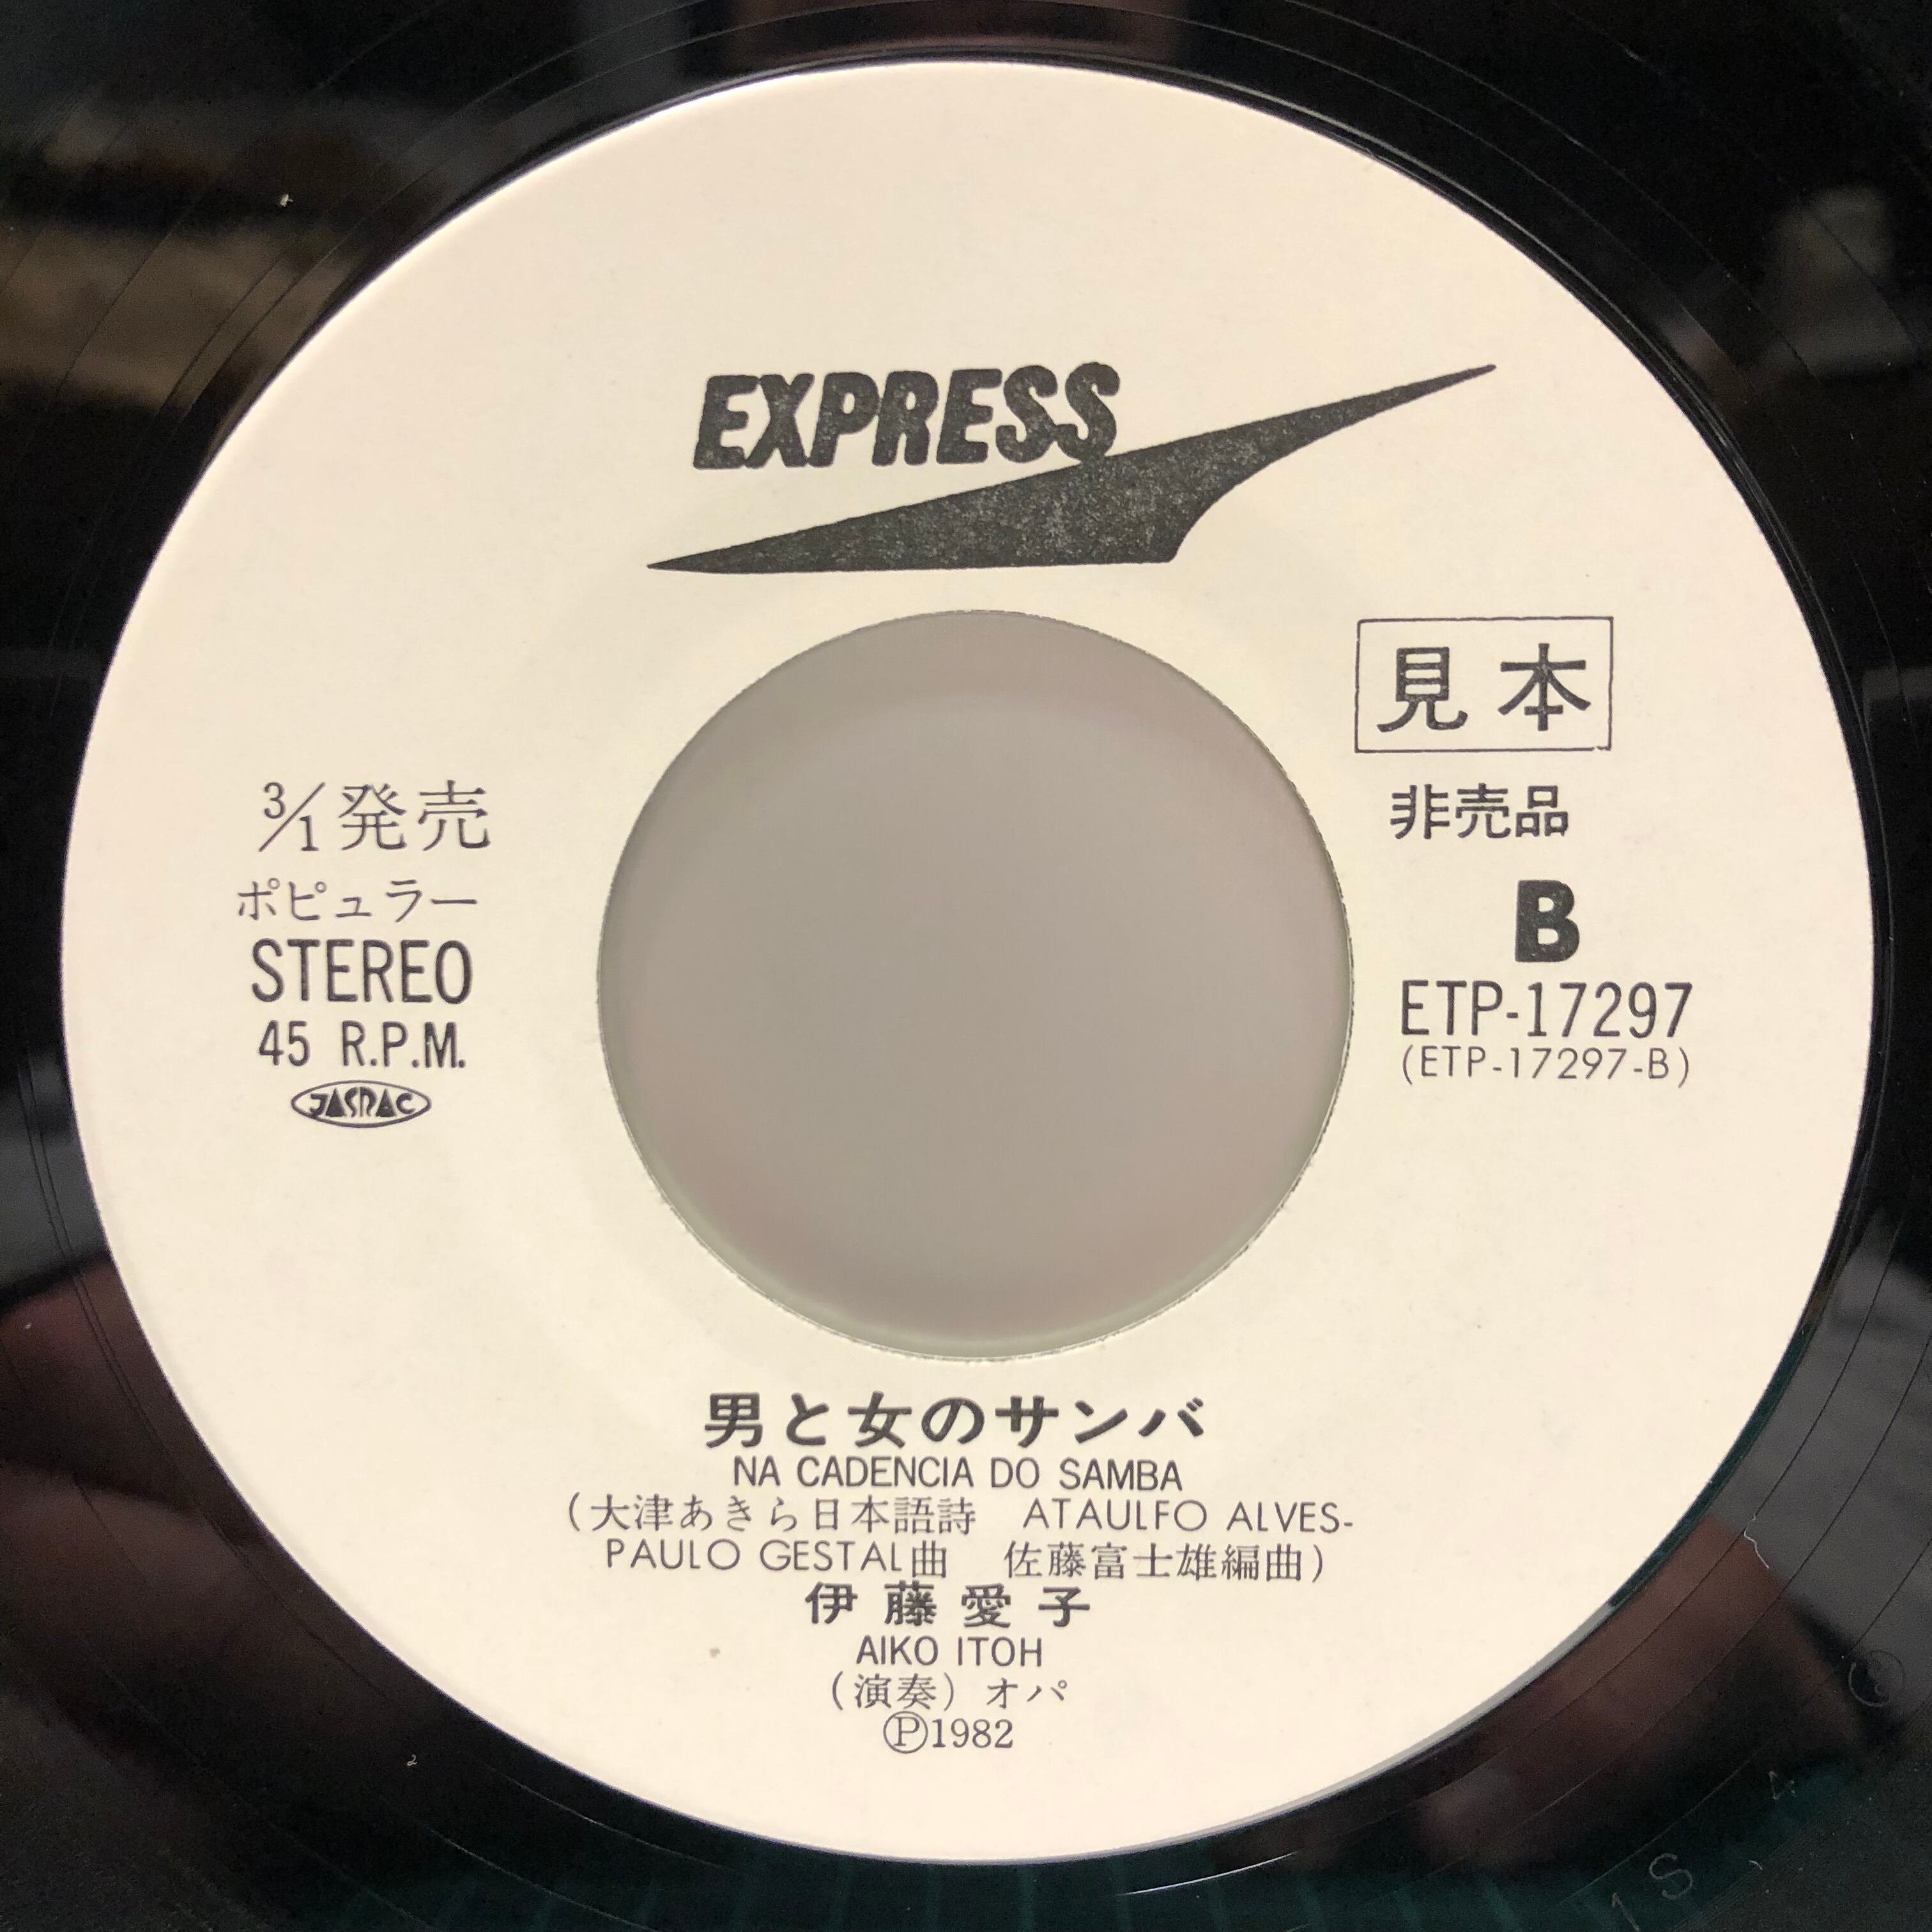 EXPRESS
見本
非売品
3/1発売
ポピュラー
STEREO
45 R.P.M.
JASRAC
B
ETP-17297
(ETP-17297-B)
男と女のサンバ
NA CADENCIA DO SAMBA
(大津あきら日本語詩 ATAULFO ALVES-
PAULO GESTAL曲 佐藤富士雄編曲)
伊藤愛子
AIKO ITOH
(演奏)オパ
Ⓟ1982
1S
4